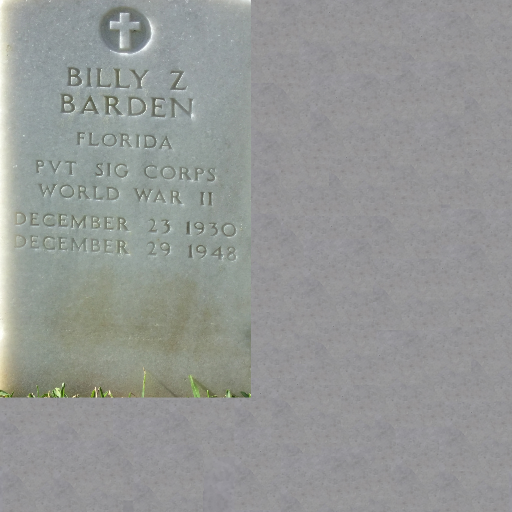 BILLY Z
BARDEN
FLORIDA
PVT SIG CORPS
WORLD WAR II
DECEMBER 23 1930
DECEMBER 29 1948